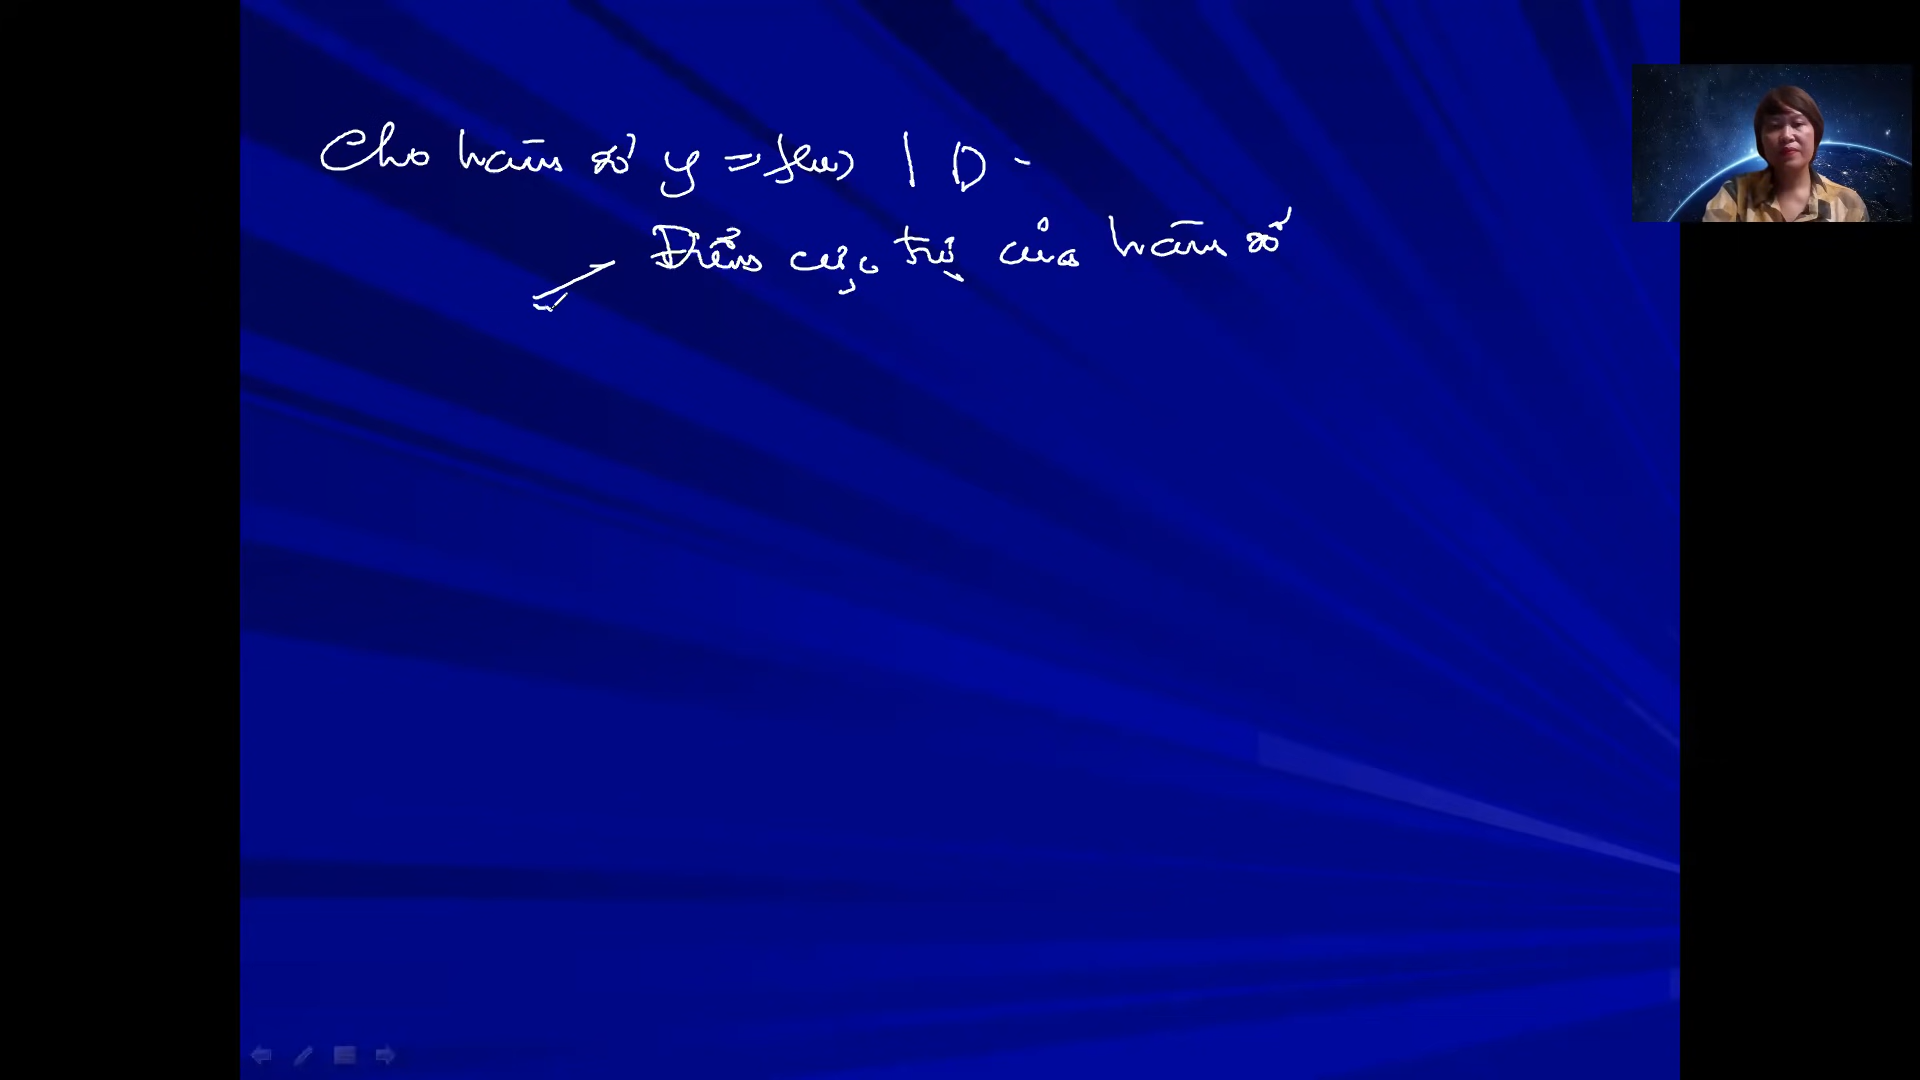 Cho hàm số y = f(x) | D -
Điểm cực trị của hàm số